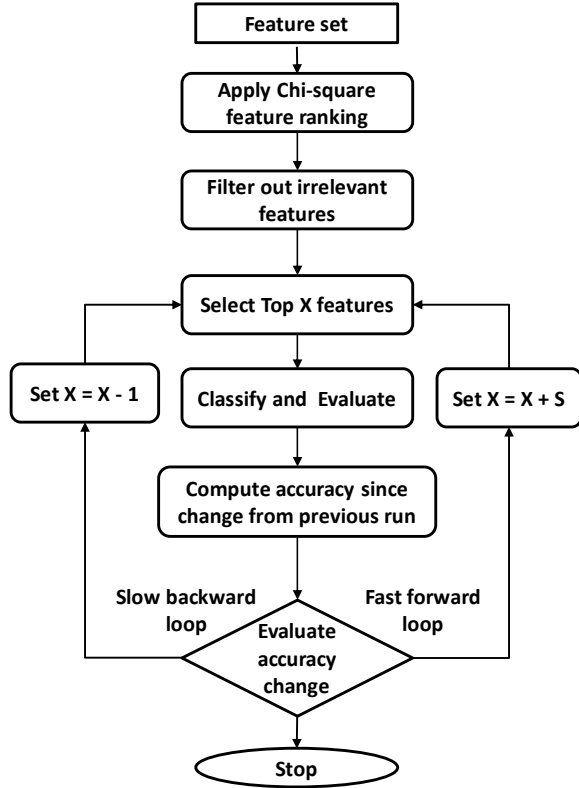 Feature set
Apply Chi-square
feature ranking
Filter out irrelevant
features
Select Top X features
Set X = X - 1
Classify and Evaluate
Set X = X + S
Compute accuracy since
change from previous run
Slow backward
loop
Fast forward
loop
Evaluate
accuracy
change
Stop